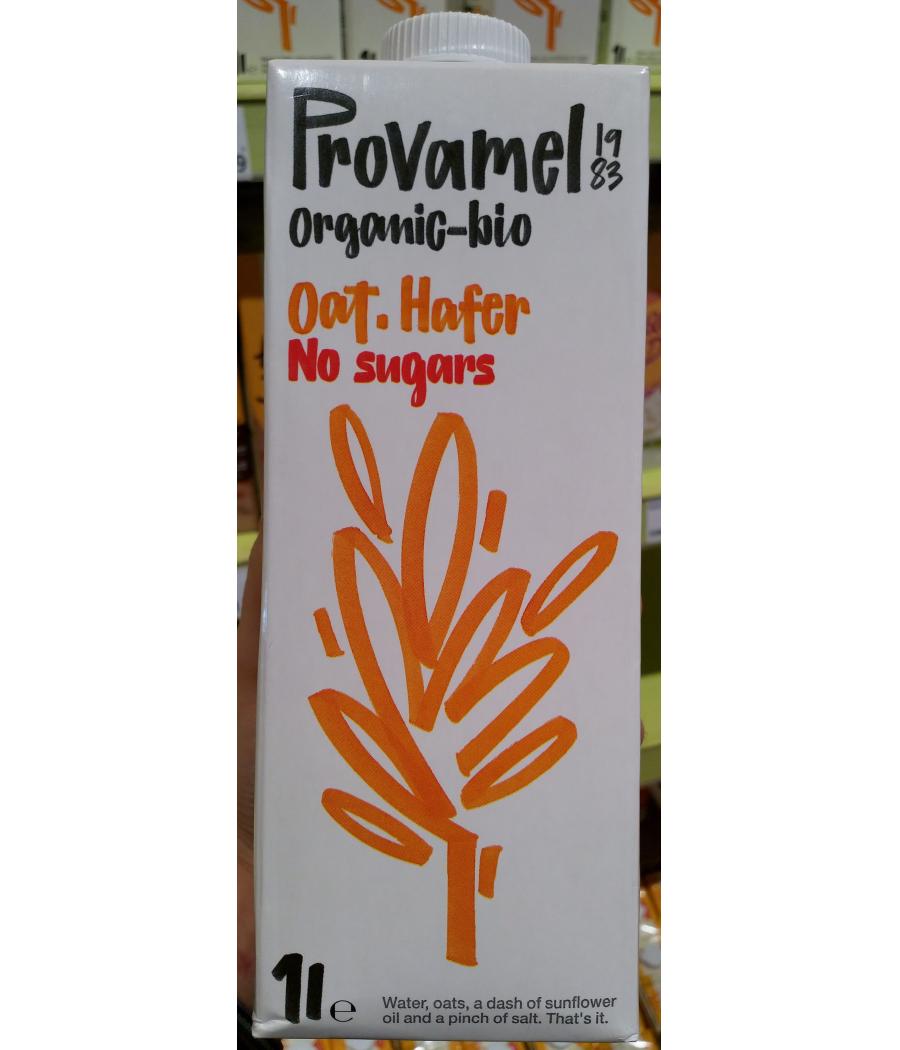 Provamel 19 83
organic-bio
Oat. Hafer
No sugars
1l e
Water, oats, a dash of sunflower
oil and a pinch of salt. That's it.